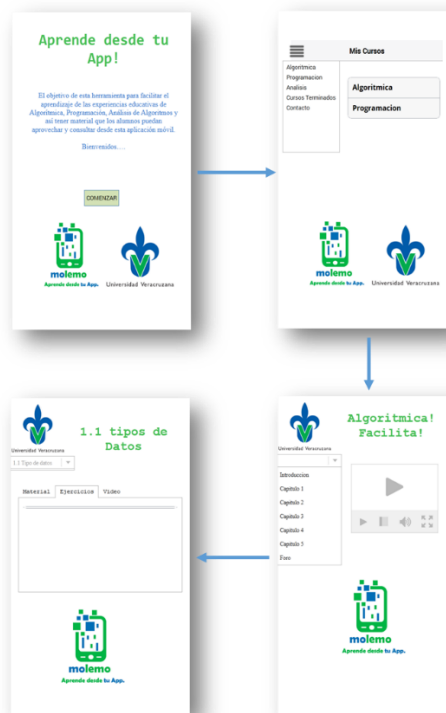 Aprende desde tu
App!
El objetivo de esta herramienta para facilitar el
aprendizaje de las experiencias educativas de
Algorítmica, Programación, Análisis de Algoritmos y
así tener material que los alumnos puedan
aprovechar y consultar desde esta aplicación móvil.
Bienvenidos....
COMENZAR
molemo
Aprende desde tu App.
Universidad Veracruzana
Mis Cursos
Algoritmica
Programacion
Analisis
Cursos Terminados
Contacto
Algoritmica
Programacion
molemo
Aprende desde tu App.
Universidad Veracruzana
Universidad Veracruzana
1.1 tipos de
Datos
1.1 Tipo de datos
Material
Ejercicios
Video
molemo
Aprende desde tu App.
Universidad Veracruzana
Algoritmica!
Facilita!
Introduccion
Capitulo 1
Capitulo 2
Capitulo 3
Capitulo 4
Capitulo 5
Foro
molemo
Aprende desde tu App.